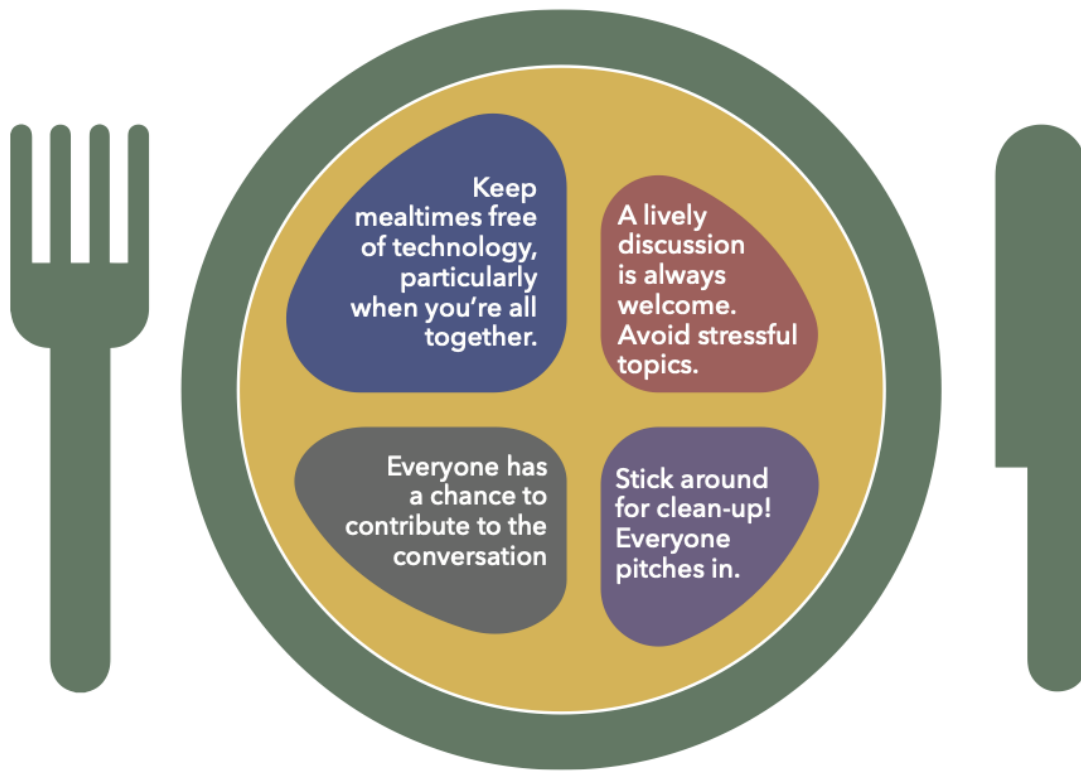 Keep
mealtimes free
of technology,
particularly
when you're all
together.
A lively
discussion
is always
welcome.
Avoid stressful
topics.
Everyone has
a chance to
contribute to the
conversation
Stick around
for clean-up!
Everyone
pitches in.